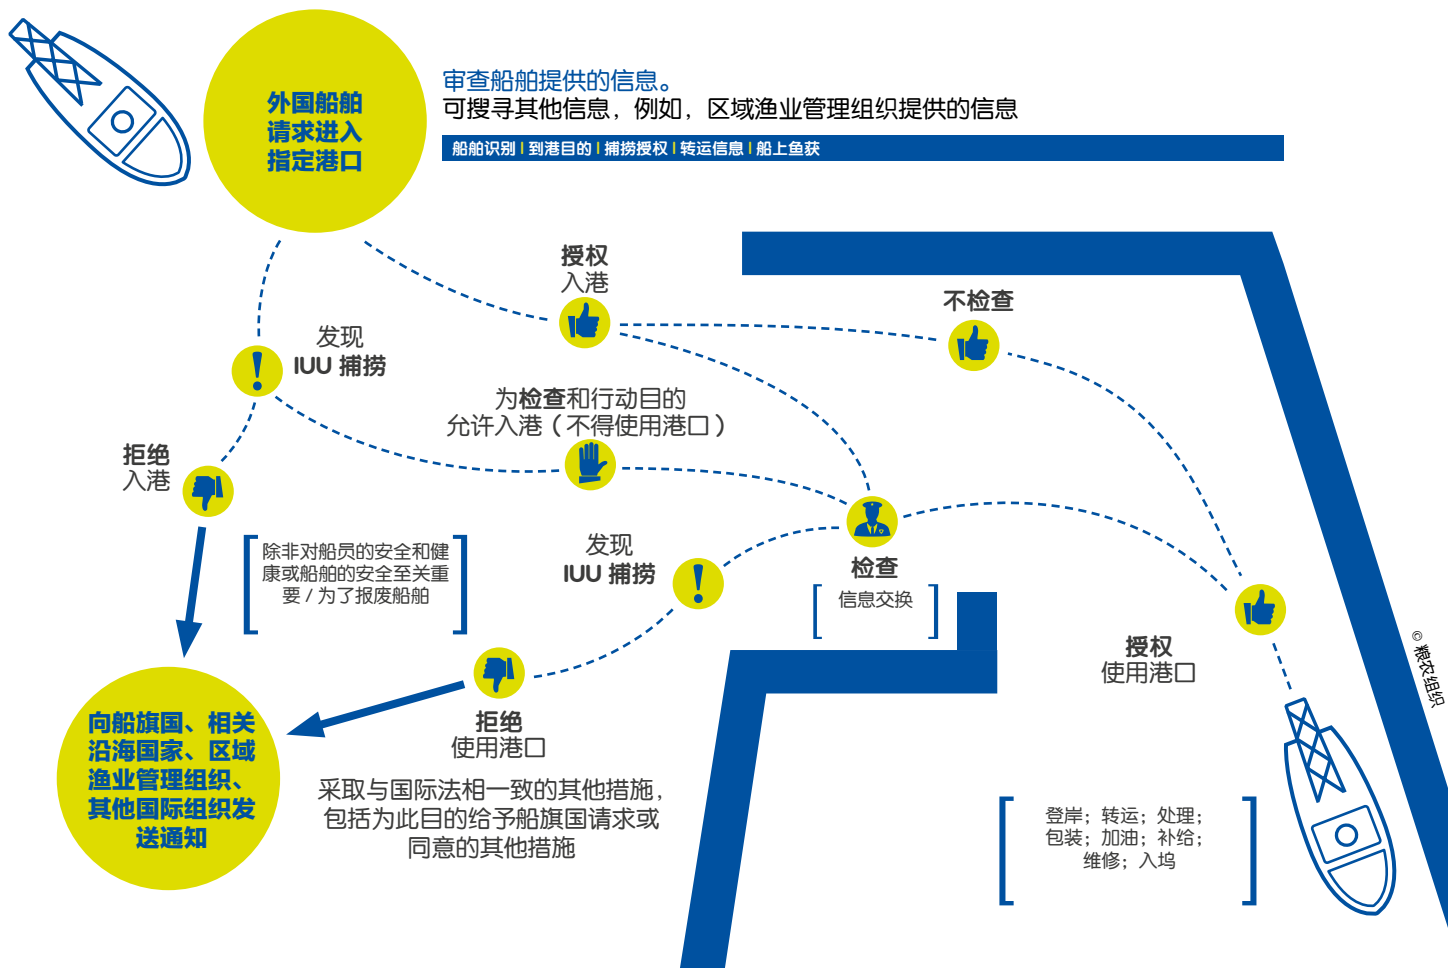 外国船舶
请求进入
指定港口
审查船舶提供的信息。
可搜寻其他信息，例如，区域渔业管理组织提供的信息
船舶识别 | 到港目的 | 捕捞授权 | 转运信息 | 船上鱼获
授权
入港
不检查
发现
IUU 捕捞
为检查和行动目的
允许入港（不得使用港口）
拒绝
入港
除非对船员的安全和健
康或船舶的安全至关重
要 / 为了报废船舶
发现
IUU 捕捞
检查
信息交换
授权
使用港口
© 粮农组织
拒绝
使用港口
向船旗国、相关
沿海国家、区域
渔业管理组织、
其他国际组织发
送通知
采取与国际法相一致的其他措施，
包括为此目的给予船旗国请求或
同意的其他措施
登岸；转运；处理；
包装；加油；补给；
维修；入坞